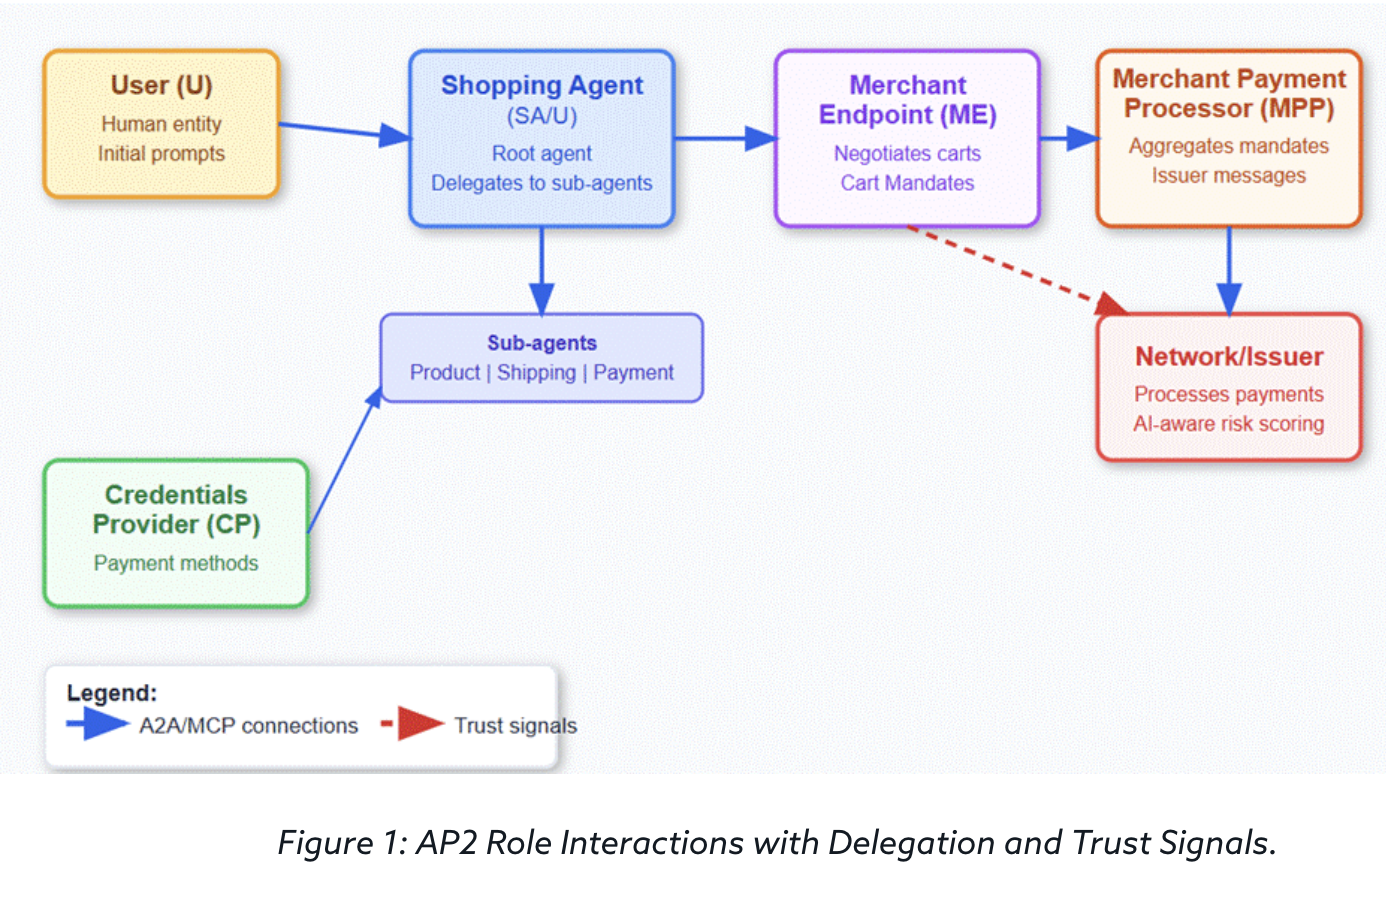 User (U)
Human entity
Initial prompts
Shopping Agent
(SA/U)
Root agent
Delegates to sub-agents
Merchant
Endpoint (ME)
Negotiates carts
Cart Mandates
Merchant Payment
Processor (MPP)
Aggregates mandates
Issuer messages
Sub-agents
Product | Shipping | Payment
Network/Issuer
Processes payments
AI-aware risk scoring
Credentials
Provider (CP)
Payment methods
Legend:
A2A/MCP connections
Trust signals
Figure 1: AP2 Role Interactions with Delegation and Trust Signals.